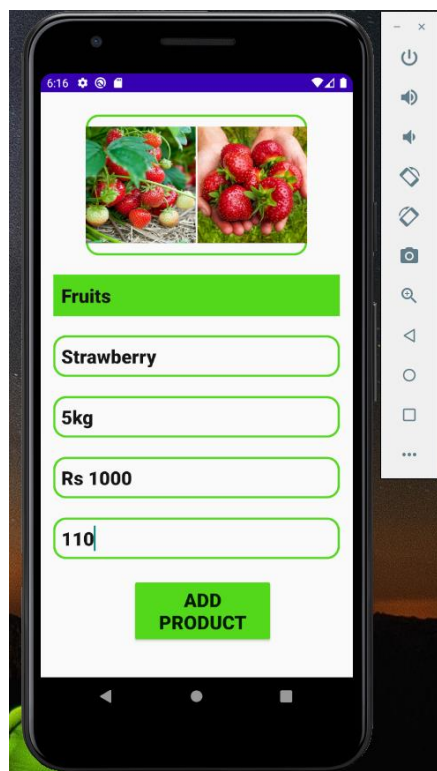 6:16
Fruits
Strawberry
5kg
Rs 1000
110
ADD
PRODUCT